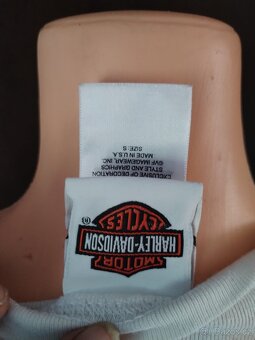 MOTOR
HARLEY-DAVIDSON
CYCLES
®
STYLE AND GRAPHICS
EXCLUSIVE OF DECORATION
©VF IMAGEWEAR, INC.
MADE IN U.S.A.
SIZE: S